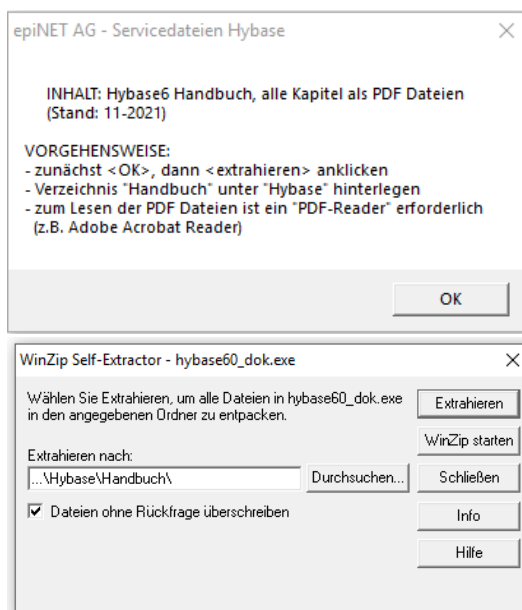 epiNET AG - Servicedateien Hybase
INHALT: Hybase6 Handbuch, alle Kapitel als PDF Dateien
(Stand: 11-2021)
VORGEHENSWEISE:
- zunächst <OK>, dann <extrahieren> anklicken
- Verzeichnis "Handbuch" unter "Hybase" hinterlegen
- zum Lesen der PDF Dateien ist ein "PDF-Reader" erforderlich
(z.B. Adobe Acrobat Reader)
OK
WinZip Self-Extractor - hybase60_dok.exe
Wählen Sie Extrahieren, um alle Dateien in hybase60_dok.exe
in den angegebenen Ordner zu entpacken.
Extrahieren
WinZip starten
Extrahieren nach:
...\Hybase\Handbuch\
Durchsuchen...
Schließen
Dateien ohne Rückfrage überschreiben
Info
Hilfe